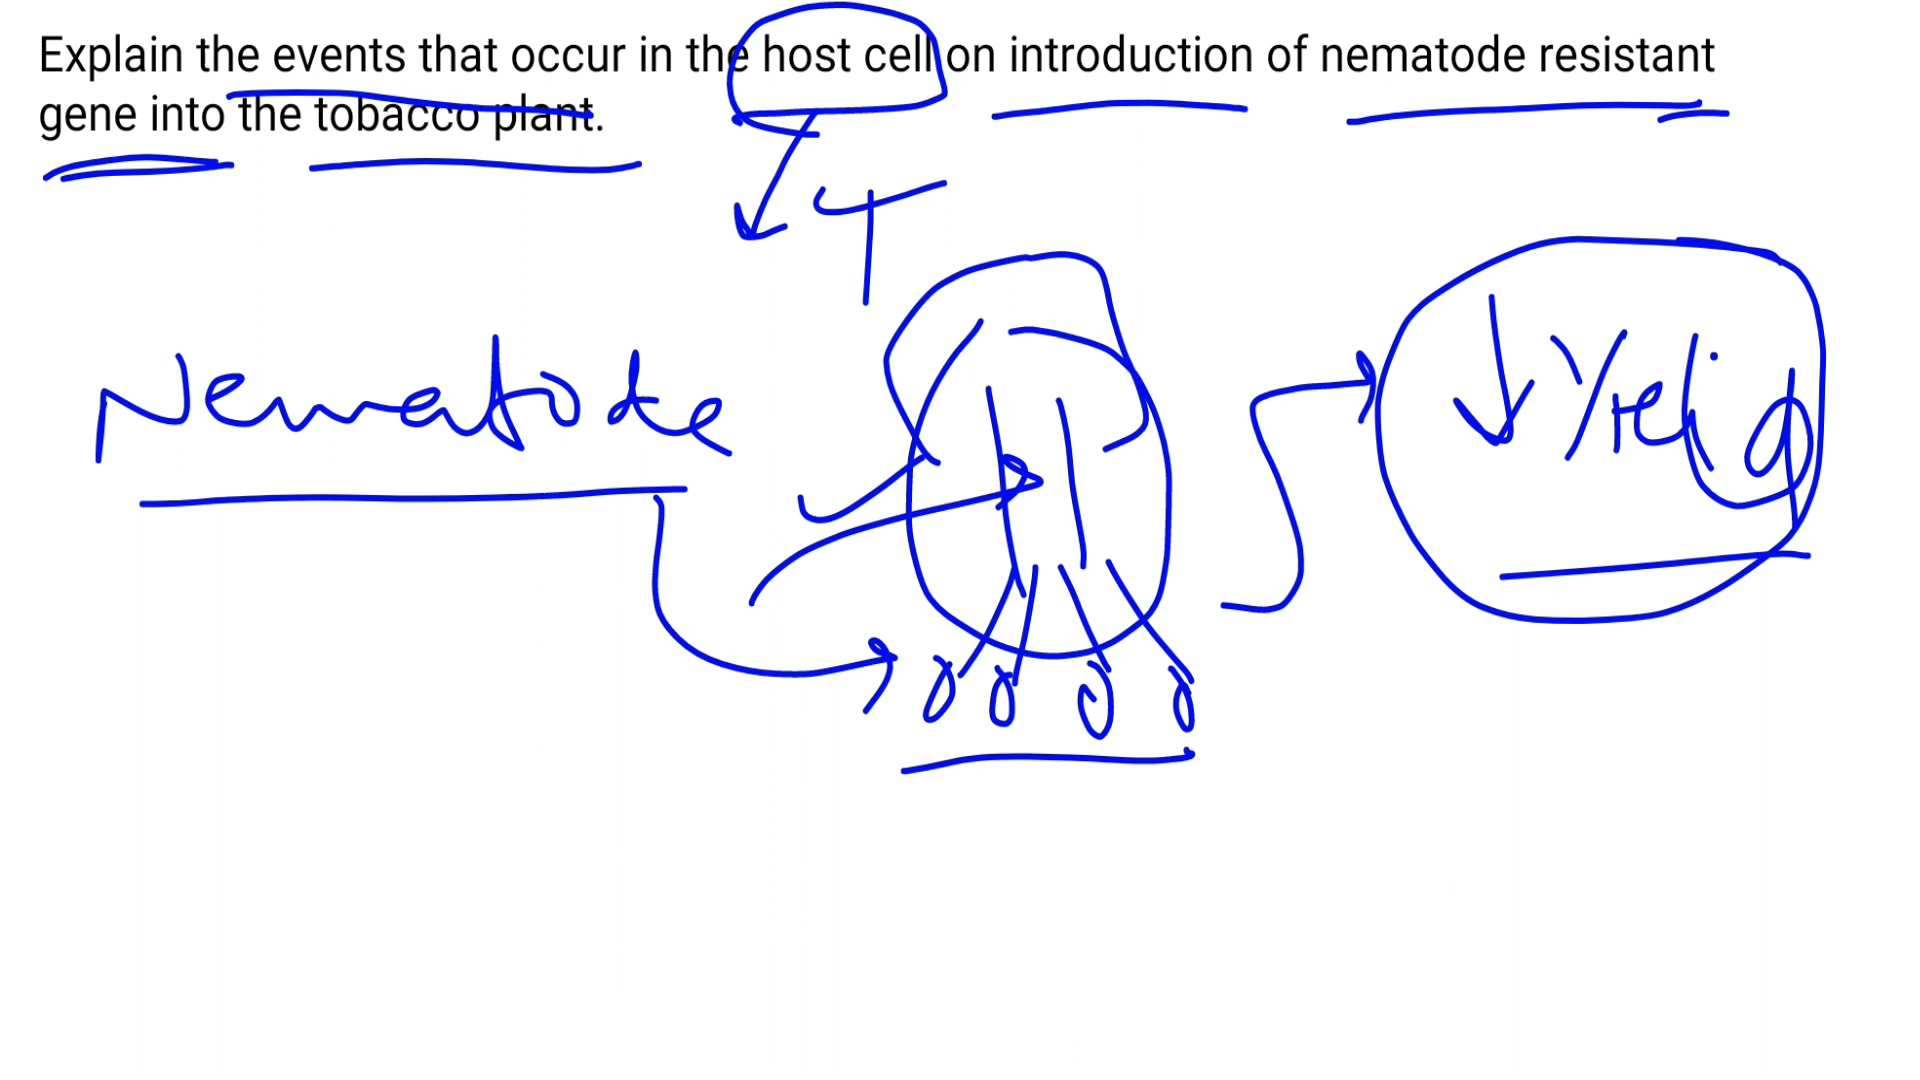 Explain the events that occur in the host cell on introduction of nematode resistant
gene into the tobacco plant.
T
Nematode
↓ Yield